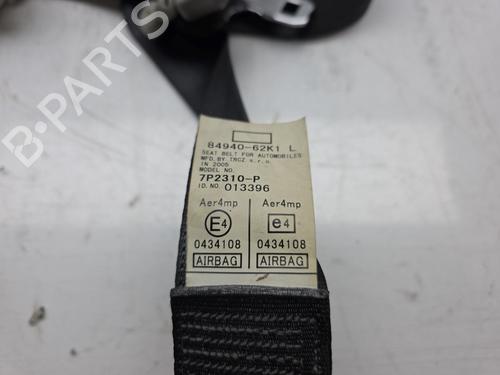 84940-62K1 L
SEAT BELT FOR AUTOMOBILES
MFD.BY.TRCZ s.r.o.
IN 2005
MODEL NO.
7P2310-P
ID.NO. 013396
Aer4mp Aer4mp
E4 e4
0434108 0434108
AIRBAG AIRBAG
B-PARTS